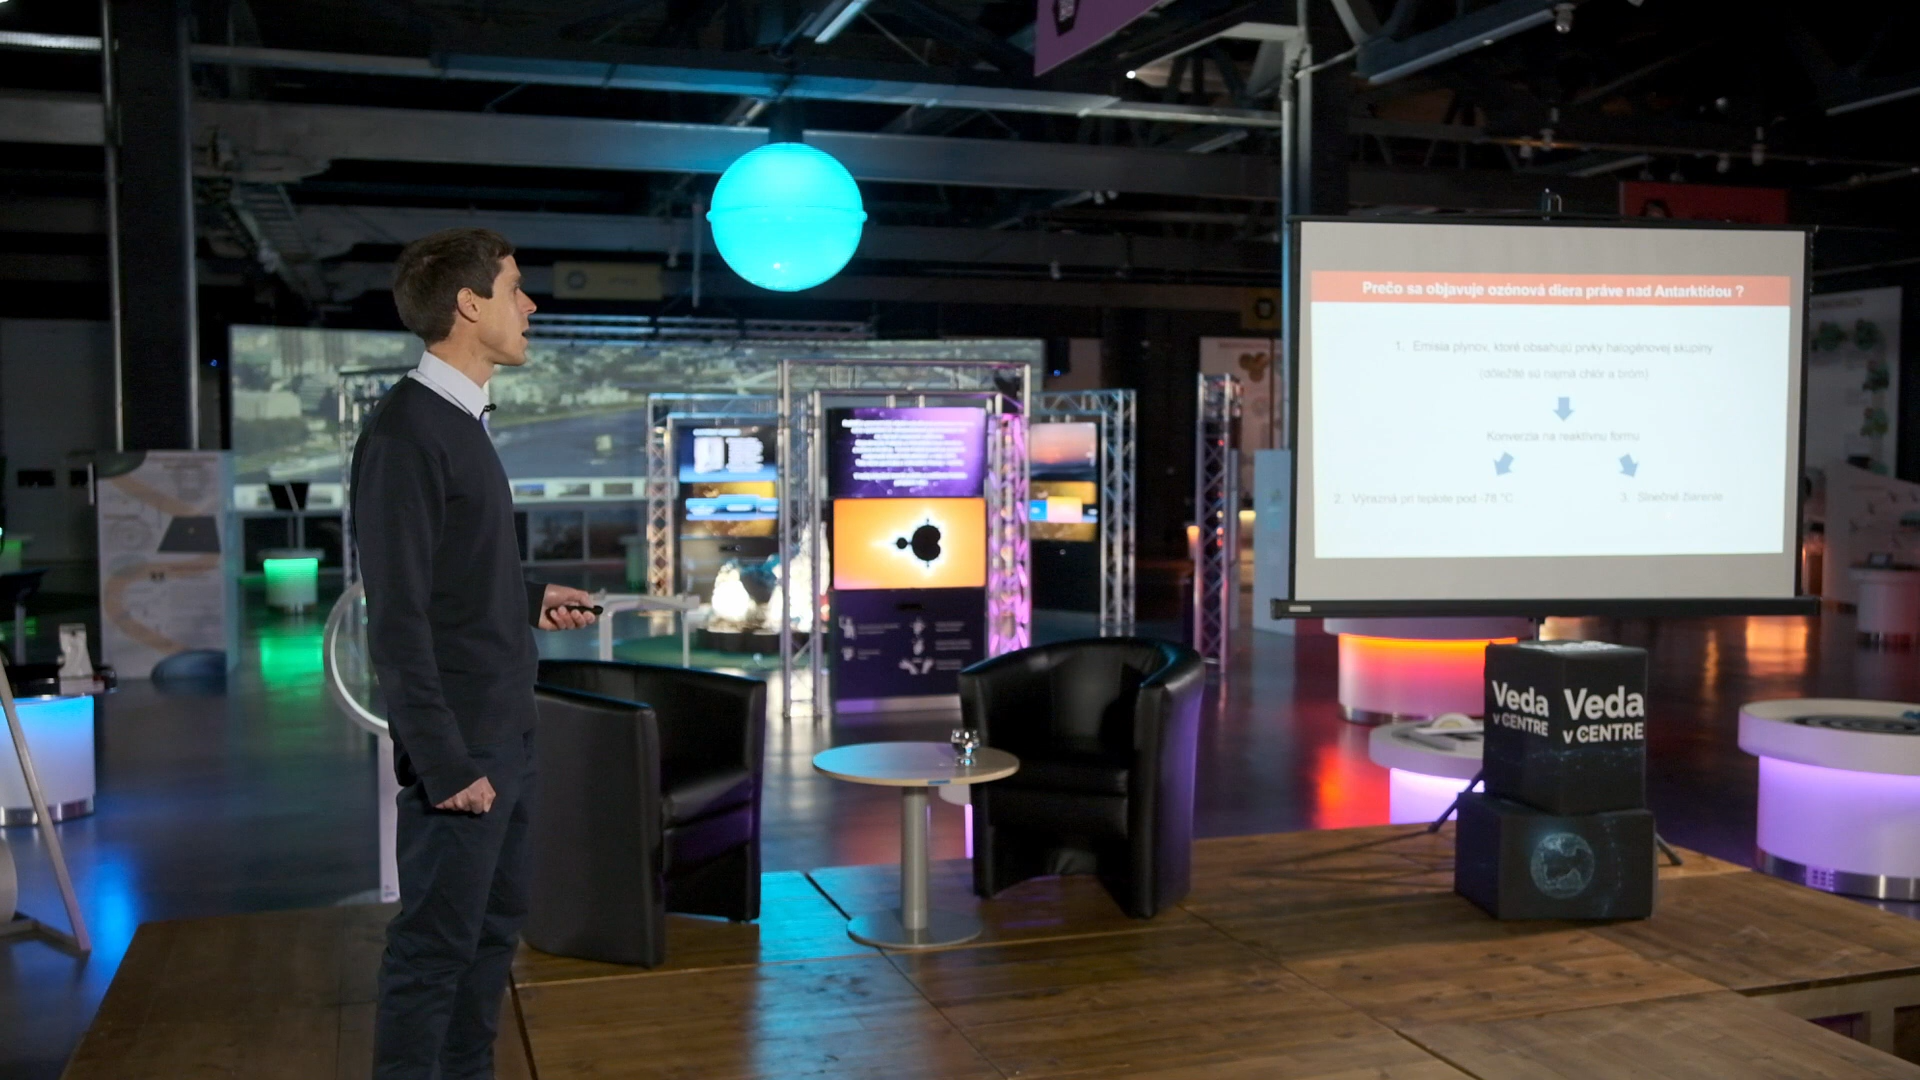 Prečo sa objavuje ozónová diera práve nad Antarktídou ?
1. Emisia plynov, ktoré obsahujú prvky halogénovej skupiny
(dôležité sú najmä chlór a bróm)
Konverzia na reaktívnu formu
2. Výrazná pri teplote pod -78 °C
3. Slnečné žiarenie
Veda
v CENTRE
Veda
v CENTRE